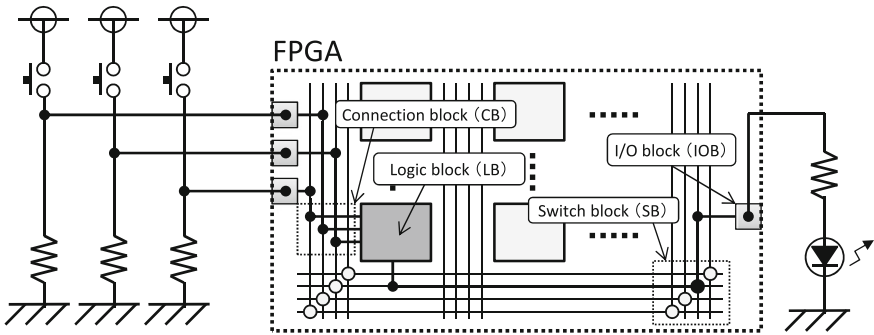 FPGA
Connection block (CB)
Logic block (LB)
I/O block (IOB)
Switch block (SB)